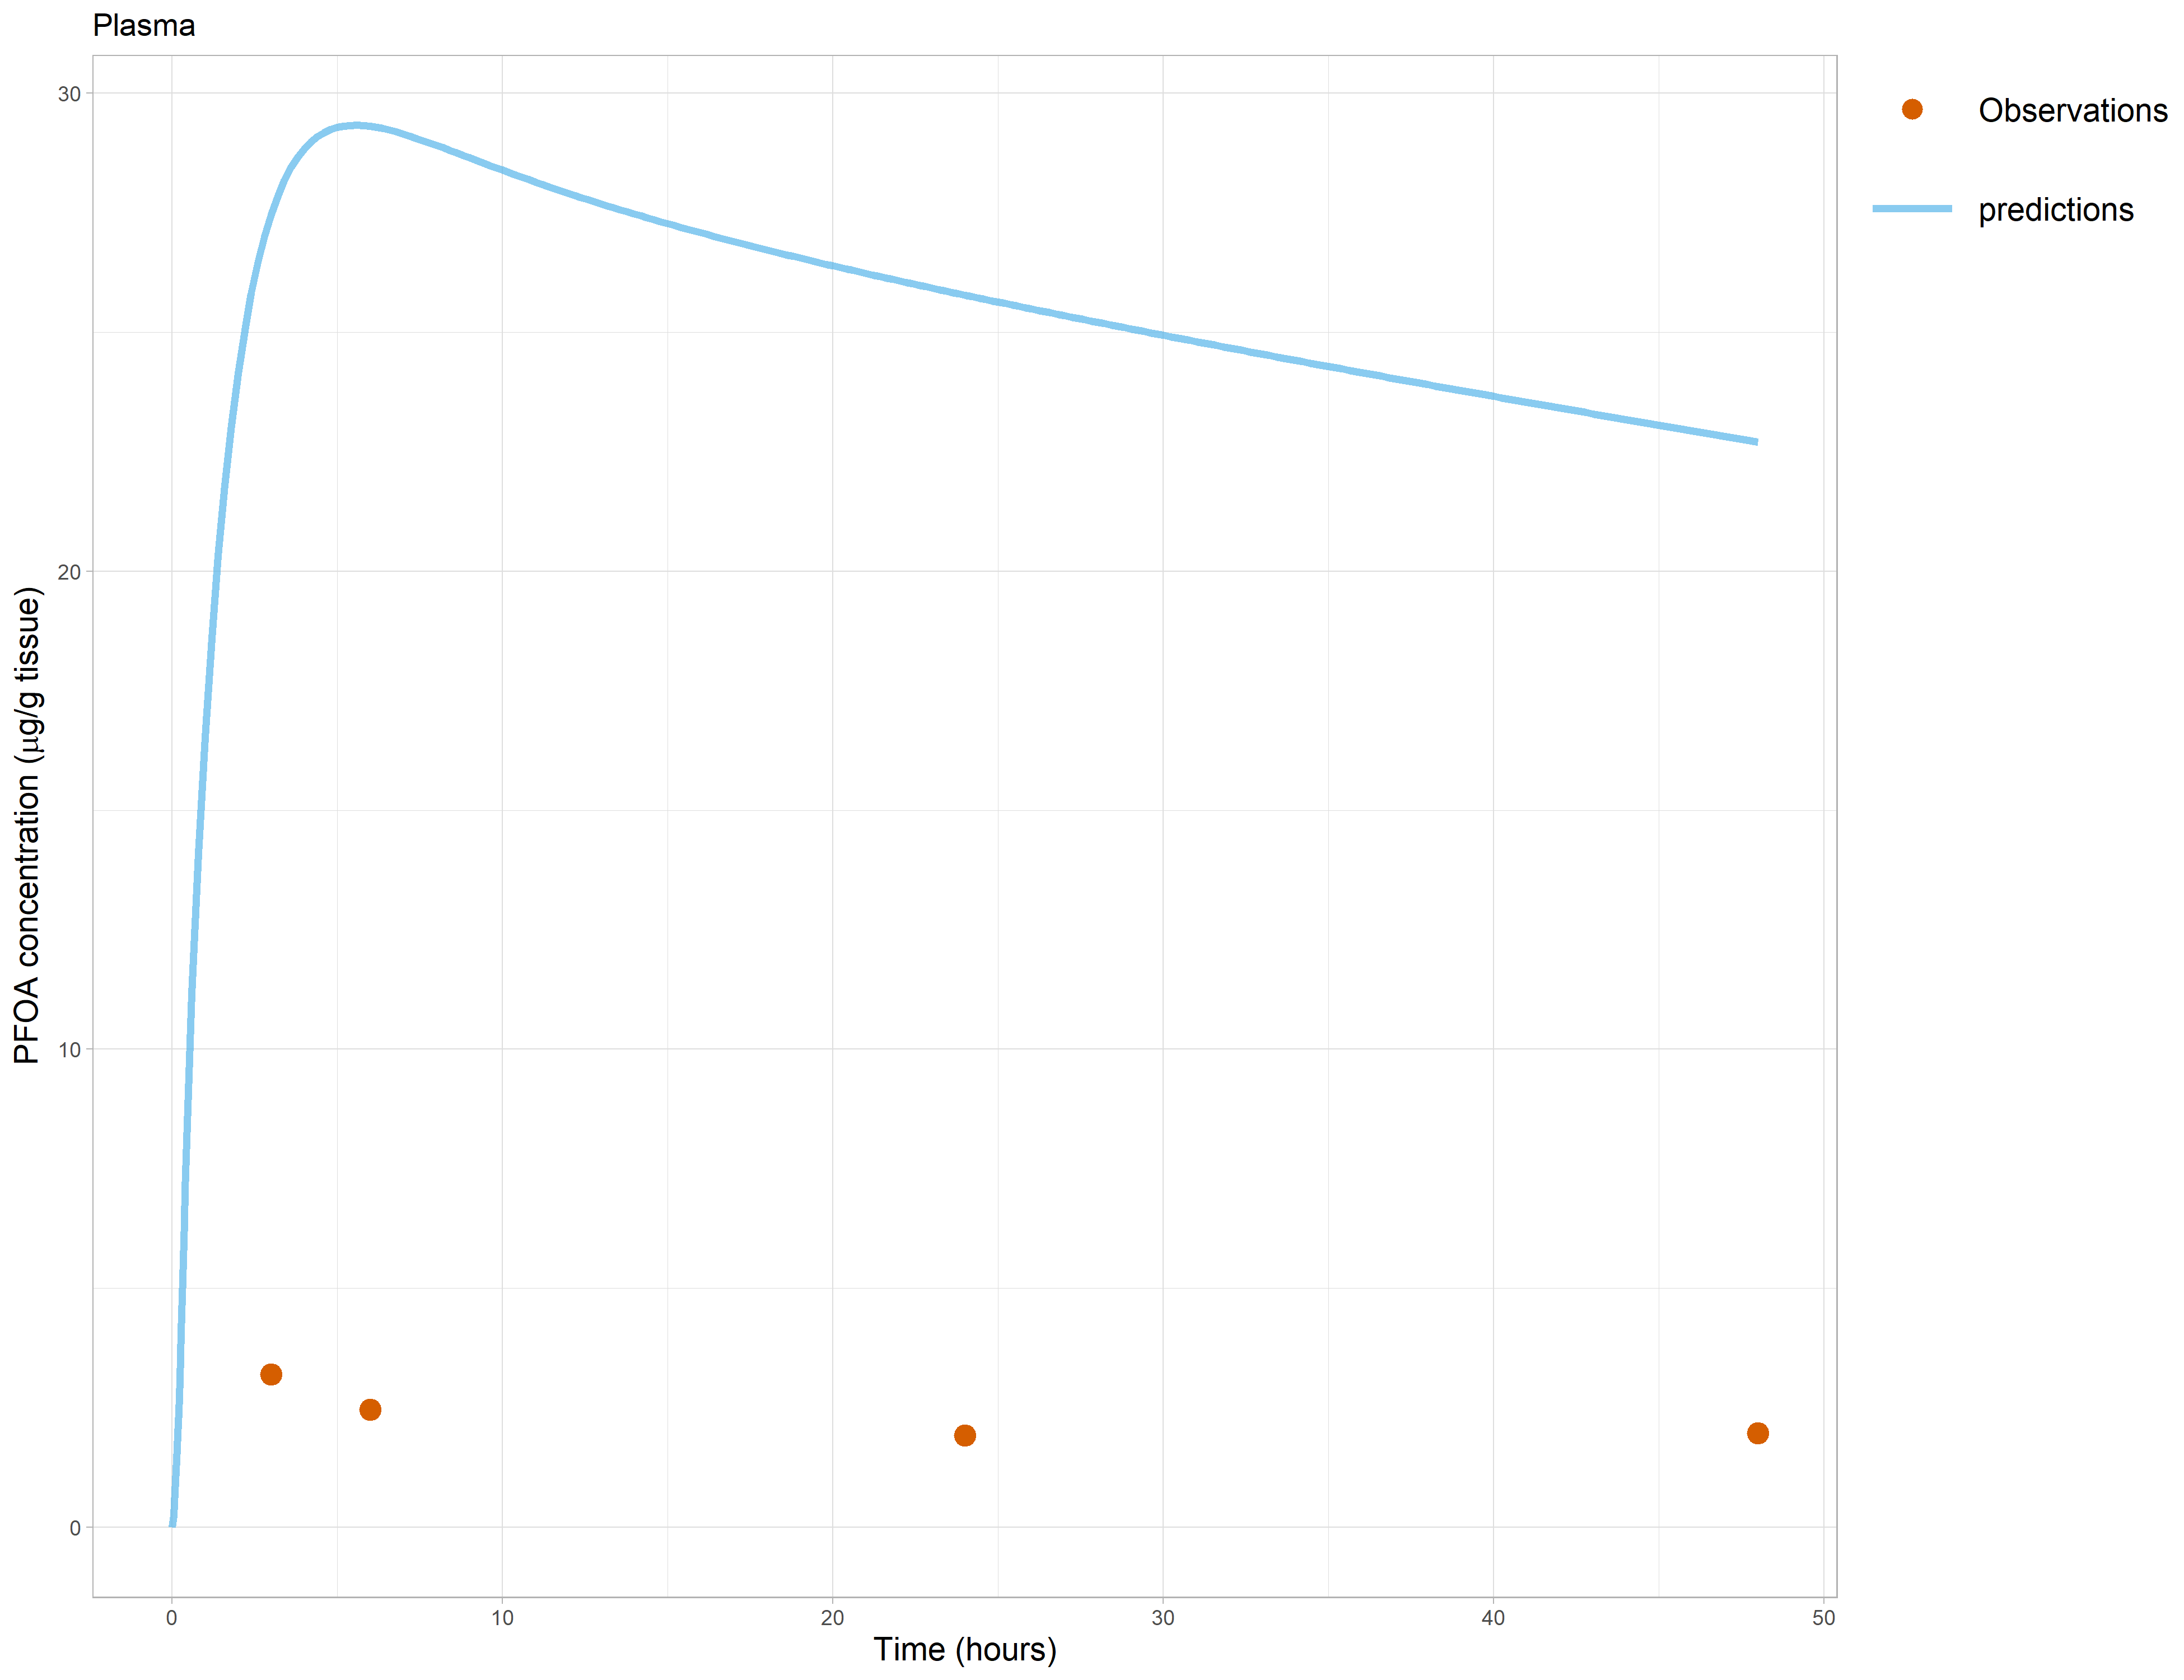 Plasma
30
20
10
0
PFOA concentration (μg/g tissue)
0 10 20 30 40 50
Time (hours)
Observations
predictions